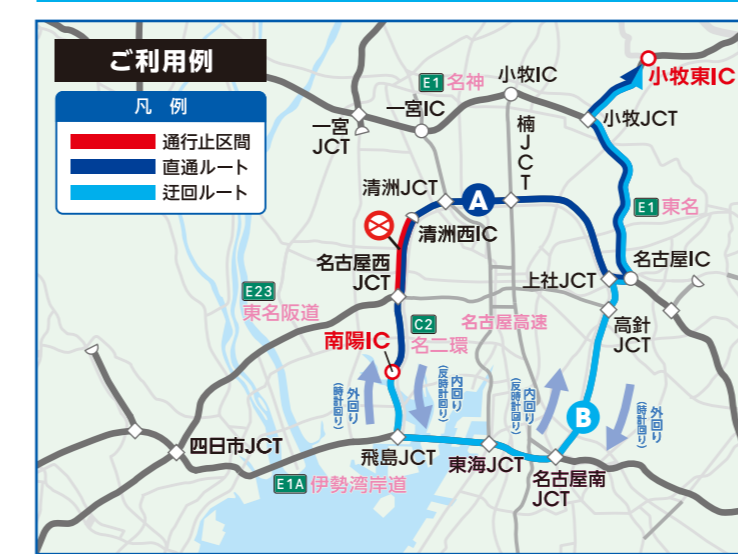 ご利用例
凡 例
通行止区間
直通ルート
迂回ルート
小牧東IC
E1 名神
小牧IC
一宮IC
一宮
JCT
楠JCT
小牧JCT
清洲JCT
A
E1 東名
清洲西IC
名古屋西
JCT
名古屋IC
上社JCT
E23
東名阪道
C2
名二環
名古屋高速
高針
JCT
南陽IC
外回り
(時計回り)
内回り
(反時計回り)
内回り
(反時計回り)
外回り
(時計回り)
B
四日市JCT
飛島JCT
東海JCT
名古屋南
JCT
E1A 伊勢湾岸道